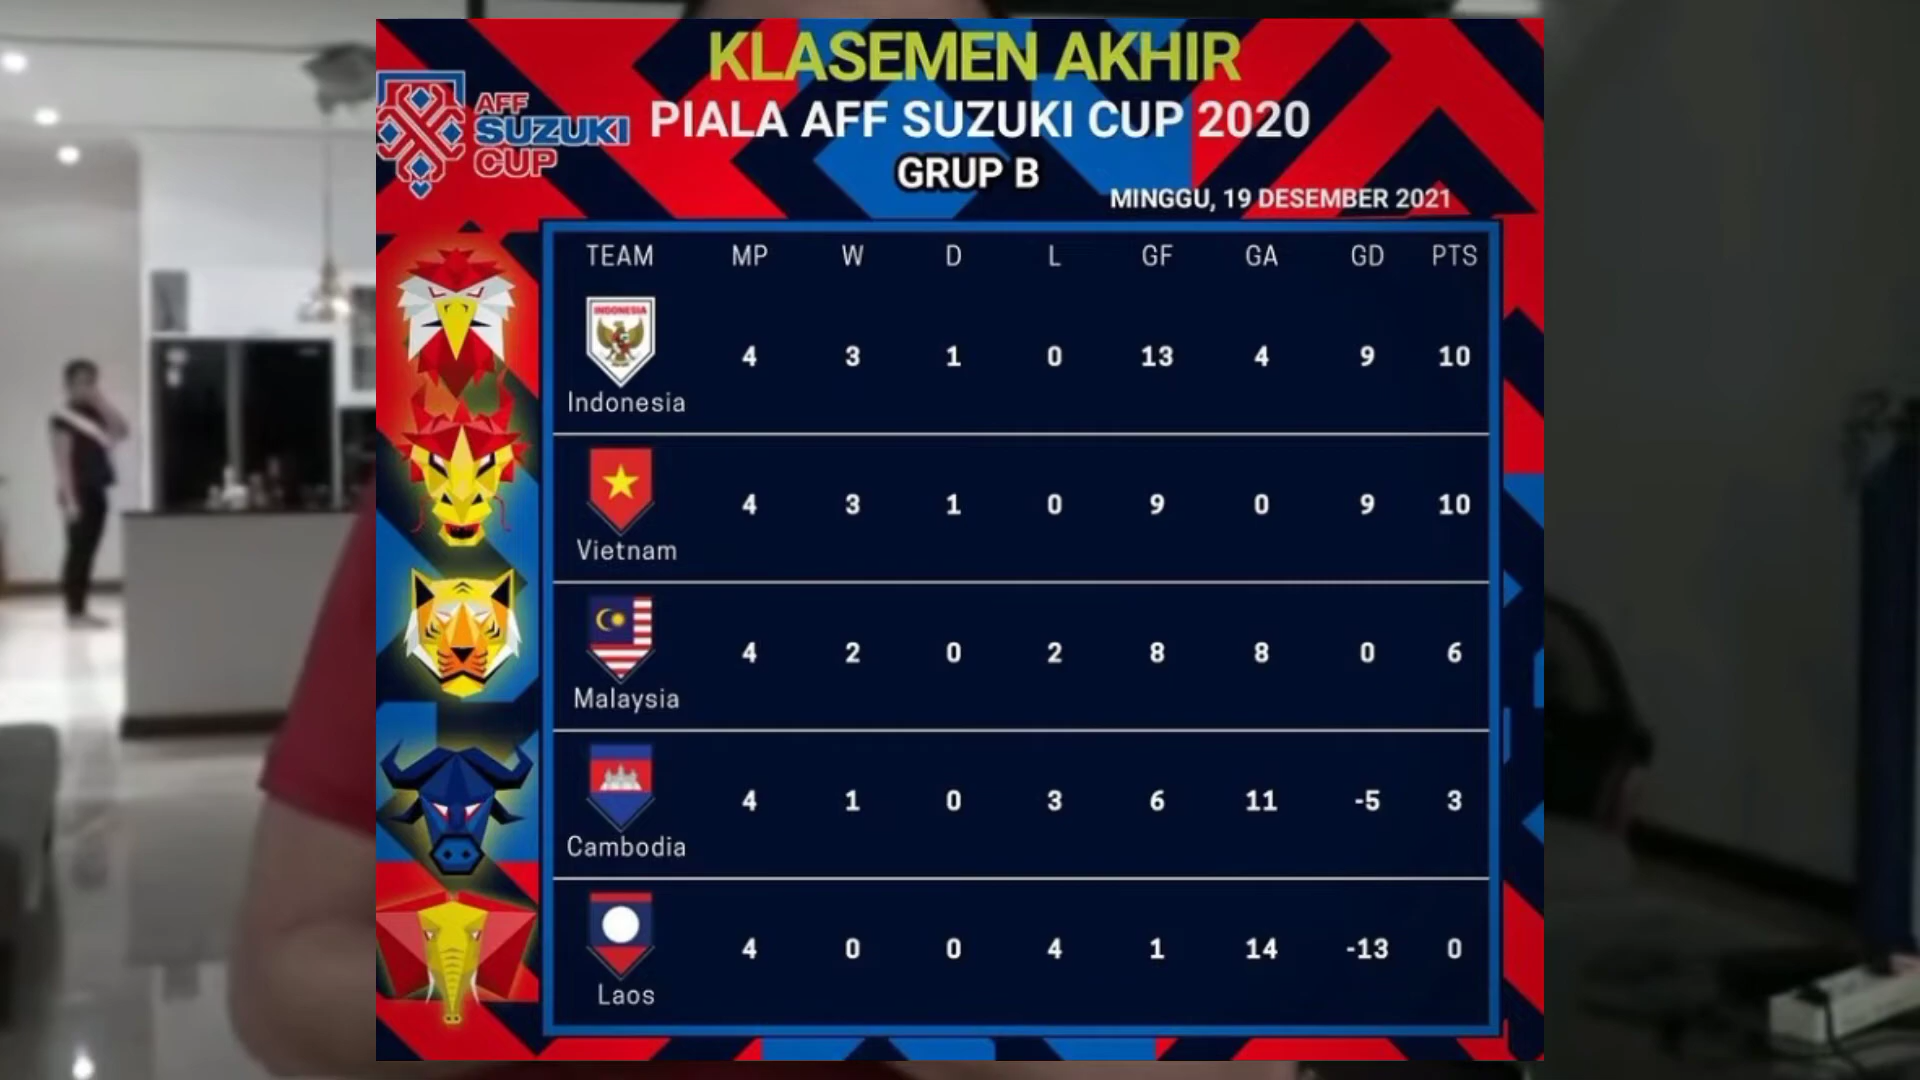 KLASEMEN AKHIR
AFF
SUZUKI
CUP
PIALA AFF SUZUKI CUP 2020
GRUP B
MINGGU, 19 DESEMBER 2021
TEAM MP W D L GF GA GD PTS
INDONESIA
Indonesia 4 3 1 0 13 4 9 10
Vietnam 4 3 1 0 9 0 9 10
Malaysia 4 2 0 2 8 8 0 6
Cambodia 4 1 0 3 6 11 -5 3
Laos 4 0 0 4 1 14 -13 0